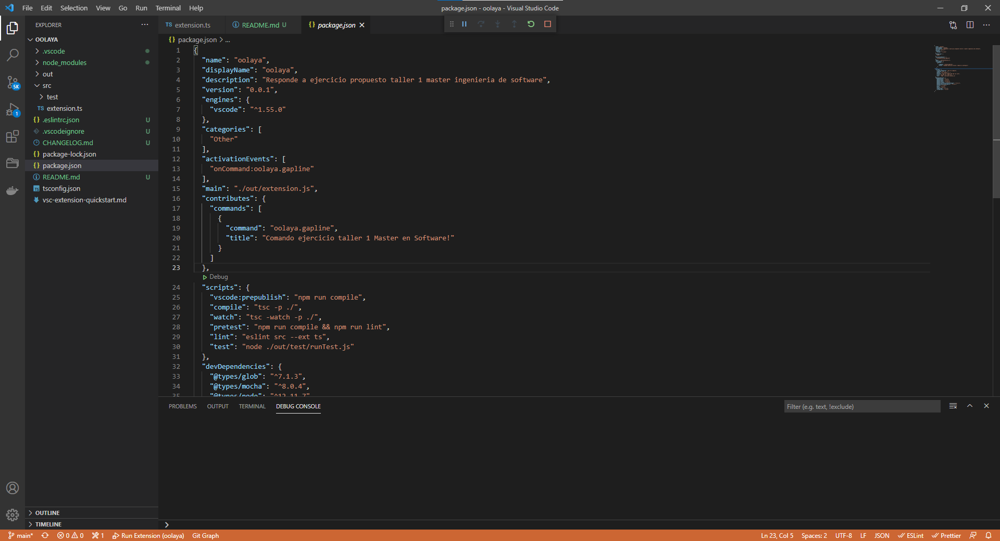 File Edit Selection View Go Run Terminal Help
package.json - oolaya - Visual Studio Code
EXPLORER
OOLAYA
.vscode
node_modules
out
src
test
TS extension.ts
{} .eslintrc.json U
.vscodeignore U
CHANGELOG.md U
{} package-lock.json
{} package.json
README.md U
TS tsconfig.json
vsc-extension-quickstart.md
OUTLINE
TIMELINE
5K
1
TS extension.ts
README.md U
{} package.json
{} package.json > ...
1 {
2 "name": "oolaya",
3 "displayName": "oolaya",
4 "description": "Responde a ejercicio propuesto taller 1 master ingenieria de software",
5 "version": "0.0.1",
6 "engines": {
7 "vscode": "^1.55.0"
8 },
9 "categories": [
10 "Other"
11 ],
12 "activationEvents": [
13 "onCommand:oolaya.gapline"
14 ],
15 "main": "./out/extension.js",
16 "contributes": {
17 "commands": [
18 {
19 "command": "oolaya.gapline",
20 "title": "Comando ejercicio taller 1 Master en Software!"
21 }
22 ]
23 },
Debug
24 "scripts": {
25 "vscode:prepublish": "npm run compile",
26 "compile": "tsc -p ./",
27 "watch": "tsc -watch -p ./",
28 "pretest": "npm run compile && npm run lint",
29 "lint": "eslint src --ext ts",
30 "test": "node ./out/test/runTest.js"
31 },
32 "devDependencies": {
33 "@types/glob": "^7.1.3",
34 "@types/mocha": "^8.0.4",
35 "@types/node": "^12.11.7"
PROBLEMS OUTPUT TERMINAL DEBUG CONSOLE
Filter (e.g. text, !exclude)
main* 0 0 1 Run Extension (oolaya) Git Graph
Ln 23, Col 5 Spaces: 2 UTF-8 LF JSON ESLint Prettier